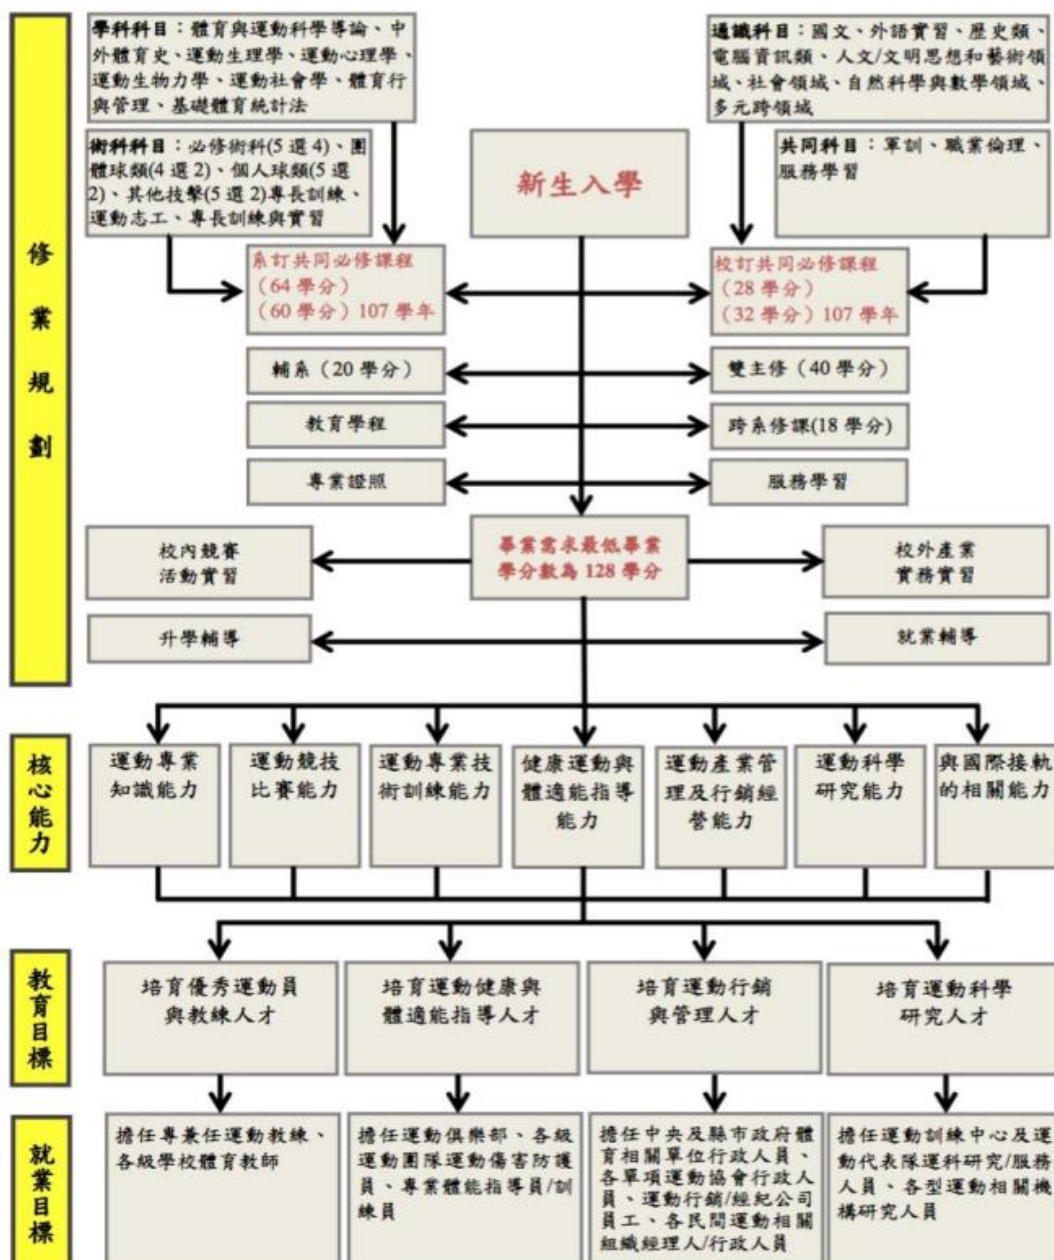 修業規劃
學科科目：體育與運動科學導論、中
外體育史、運動生理學、運動心理學、
運動生物力學、運動社會學、體育行
與管理、基礎體育統計法
通識科目：國文、外語實習、歷史類、
電腦資訊類、人文/文明思想和藝術領
域、社會領域、自然科學與數學領域、
多元跨領域
術科科目：必修術科(5 選 4)、團
體球類(4 選 2)、個人球類(5 選
2)、其他技擊(5 選 2)專長訓練、
運動志工、專長訓練與實習
新生入學
共同科目：軍訓、職業倫理、
服務學習
系訂共同必修課程
（64 學分）
（60 學分）107 學年
校訂共同必修課程
（28 學分）
（32 學分）107 學年
輔系（20 學分）
雙主修（40 學分）
教育學程
跨系修課(18 學分)
專業證照
服務學習
校內競賽
活動實習
畢業需求最低畢業
學分數為 128 學分
校外產業
實務實習
升學輔導
就業輔導
核心能力
運動專業
知識能力
運動競技
比賽能力
運動專業技
術訓練能力
健康運動與
體適能指導
能力
運動產業管
理及行銷經
營能力
運動科學
研究能力
與國際接軌
的相關能力
教育目標
培育優秀運動員
與教練人才
培育運動健康與
體適能指導人才
培育運動行銷
與管理人才
培育運動科學
研究人才
就業目標
擔任專兼任運動教練、
各級學校體育教師
擔任運動俱樂部、各級
運動團隊運動傷害防護
員、專業體能指導員/訓
練員
擔任中央及縣市政府體
育相關單位行政人員、
各單項運動協會行政人
員、運動行銷/經紀公司
員工、各民間運動相關
組織經理人/行政人員
擔任運動訓練中心及運
動代表隊運科研究/服務
人員、各型運動相關機
構研究人員